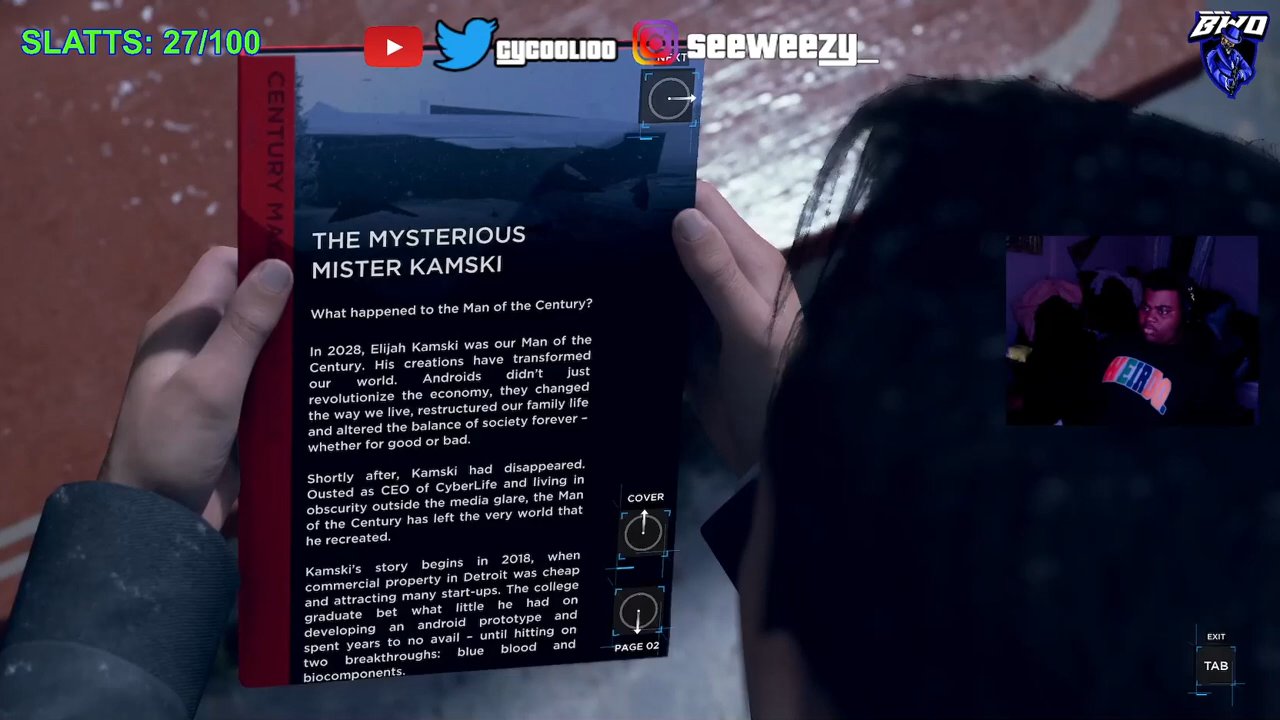 SLATTS: 27/100
CYCOOL100
SEEWEEZY_
BWO
NEXT
CENTURY MA
THE MYSTERIOUS
MISTER KAMSKI
What happened to the Man of the Century?
In 2028, Elijah Kamski was our Man of the
Century. His creations have transformed
our world. Androids didn't just
revolutionize the economy, they changed
the way we live, restructured our family life
and altered the balance of society forever –
whether for good or bad.
Shortly after, Kamski had disappeared.
Ousted as CEO of CyberLife and living in
obscurity outside the media glare, the Man
of the Century has left the very world that
he recreated.
Kamski's story begins in 2018, when
commercial property in Detroit was cheap
and attracting many start-ups. The college
graduate bet what little he had on
developing an android prototype and
spent years to no avail – until hitting on
two breakthroughs: blue blood and
biocomponents.
COVER
PAGE 02
WEIRDO
EXIT
TAB